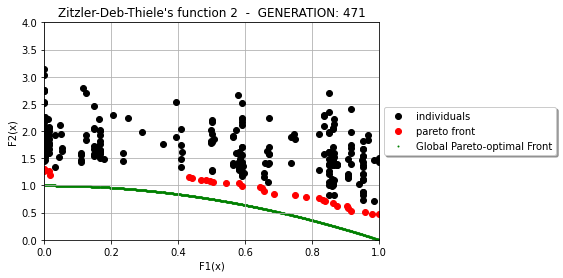 Zitzler-Deb-Thiele's function 2  -  GENERATION: 471
4.0
3.5
3.0
2.5
2.0
1.5
1.0
0.5
0.0
F2(x)
0.0 0.2 0.4 0.6 0.8 1.0
F1(x)
individuals
pareto front
Global Pareto-optimal Front